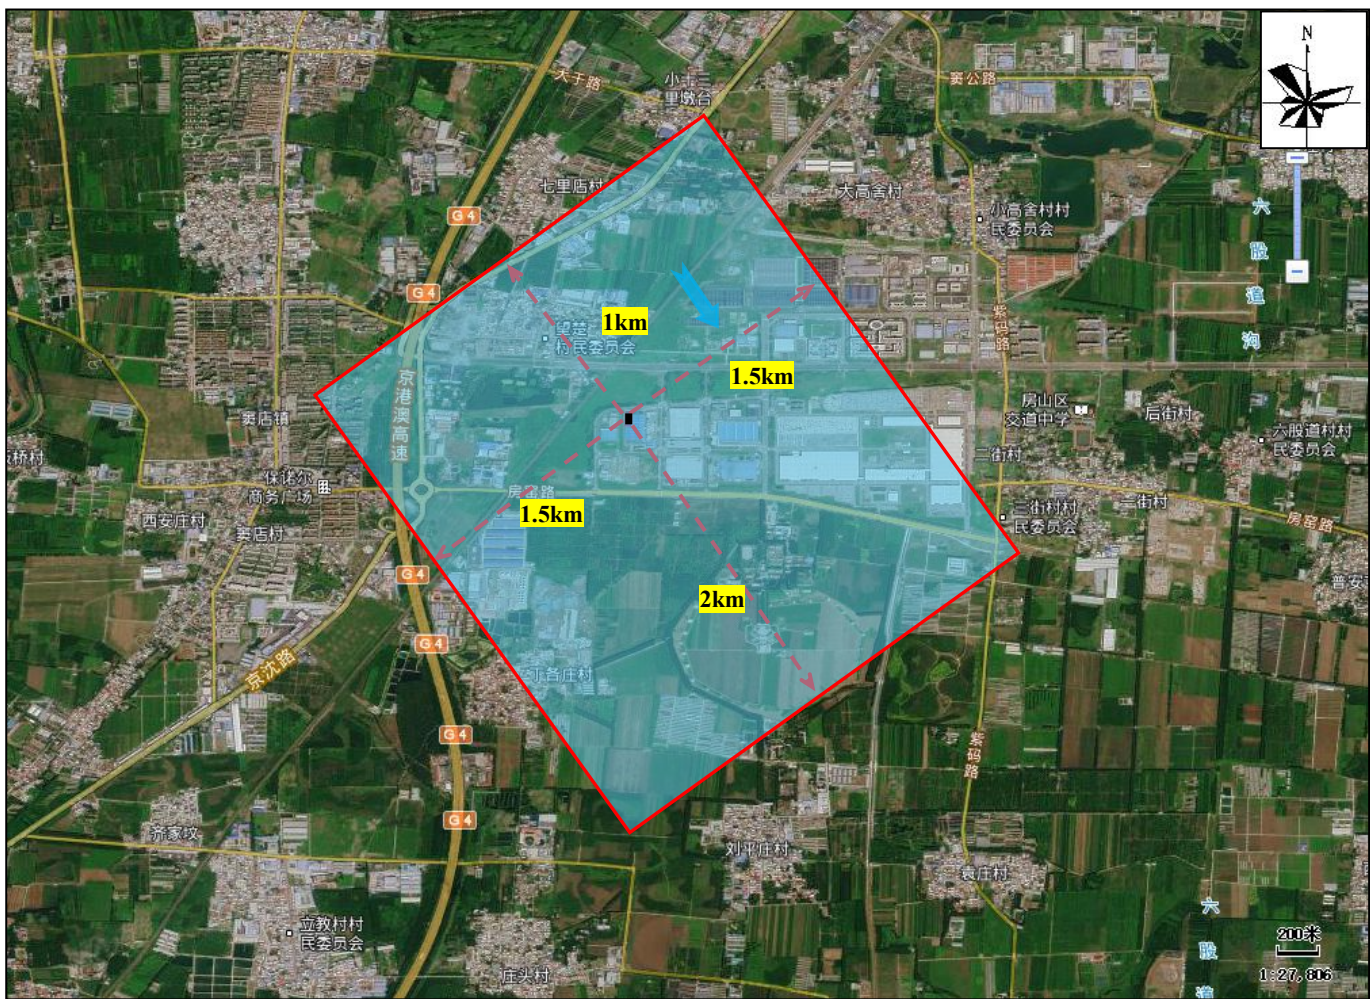 N
大于路
小十三
里墩台
窦公路
七里店村
大高舍村
小高舍村村
民委员会
六
股
道
沟
G4
G4
1km
望楚
村民委员会
1.5km
京港澳高速
窦店镇
房山区
交道中学
后街村
六股道村村
民委员会
二街村
保诺尔
商务广场
房窑路
1.5km
西安庄村
窦店村
三街村村
民委员会
二街村
房窑路
G4
普安
2km
G4
京沈路
丁各庄村
G4
G4
齐家坟
刘平庄村
袁庄村
立教村村
民委员会
庄头村
六
股
道
200米
1:27,806